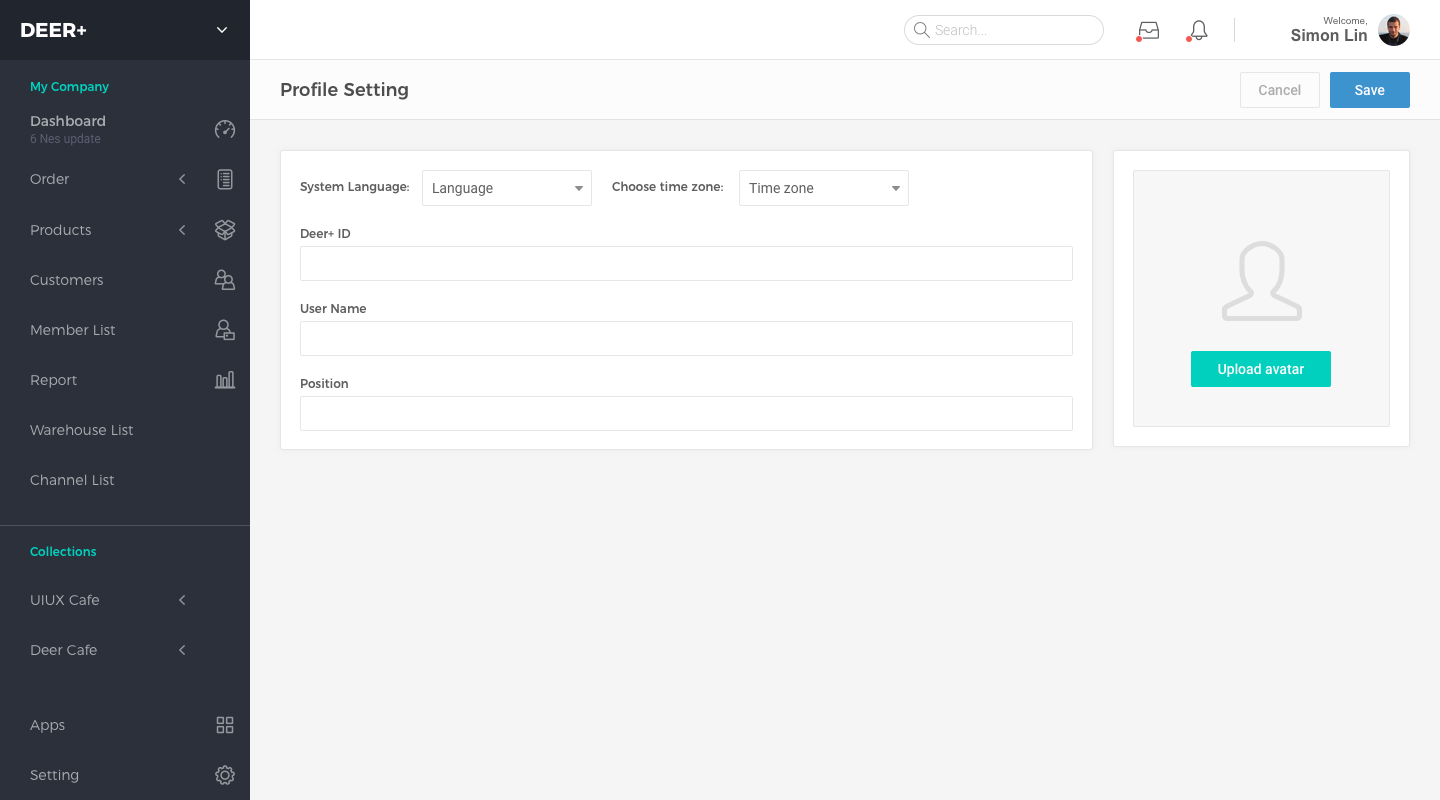 DEER+
Search...
Welcome,
Simon Lin
My Company
Dashboard
6 Nes update
Order
Products
Customers
Member List
Report
Warehouse List
Channel List
Collections
UIUX Cafe
Deer Cafe
Apps
Setting
Profile Setting
Cancel
Save
System Language:
Language
Choose time zone:
Time zone
Deer+ ID
User Name
Position
Upload avatar